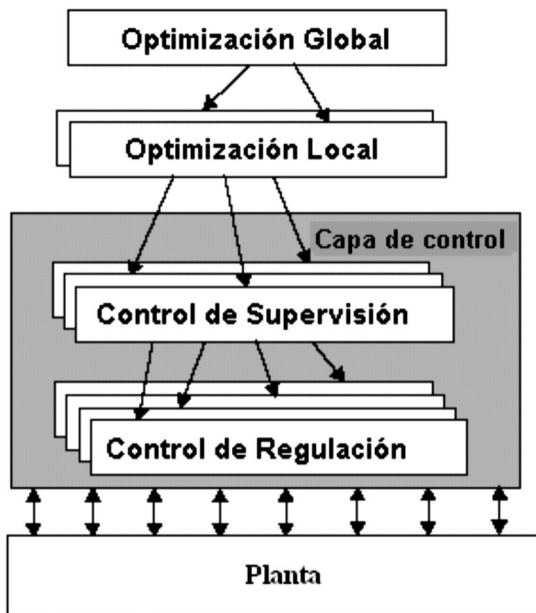 Optimización Global
Optimización Local
Capa de control
Control de Supervisión
Control de Regulación
Planta